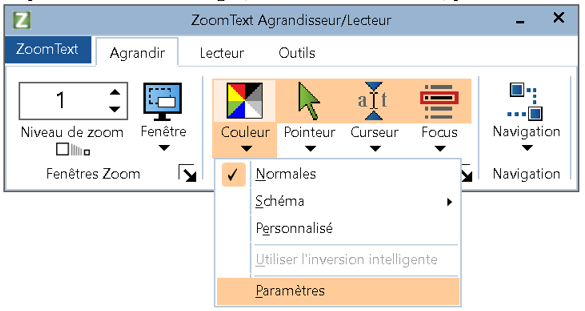 Z ZoomText Agrandisseur/Lecteur
ZoomText Agrandir Lecteur Outils
1 aIt
Niveau de zoom Fenêtre Couleur Pointeur Curseur Focus Navigation
Fenêtres Zoom Navigation
Normales
Schéma
Personnalisé
Utiliser l'inversion intelligente
Paramètres